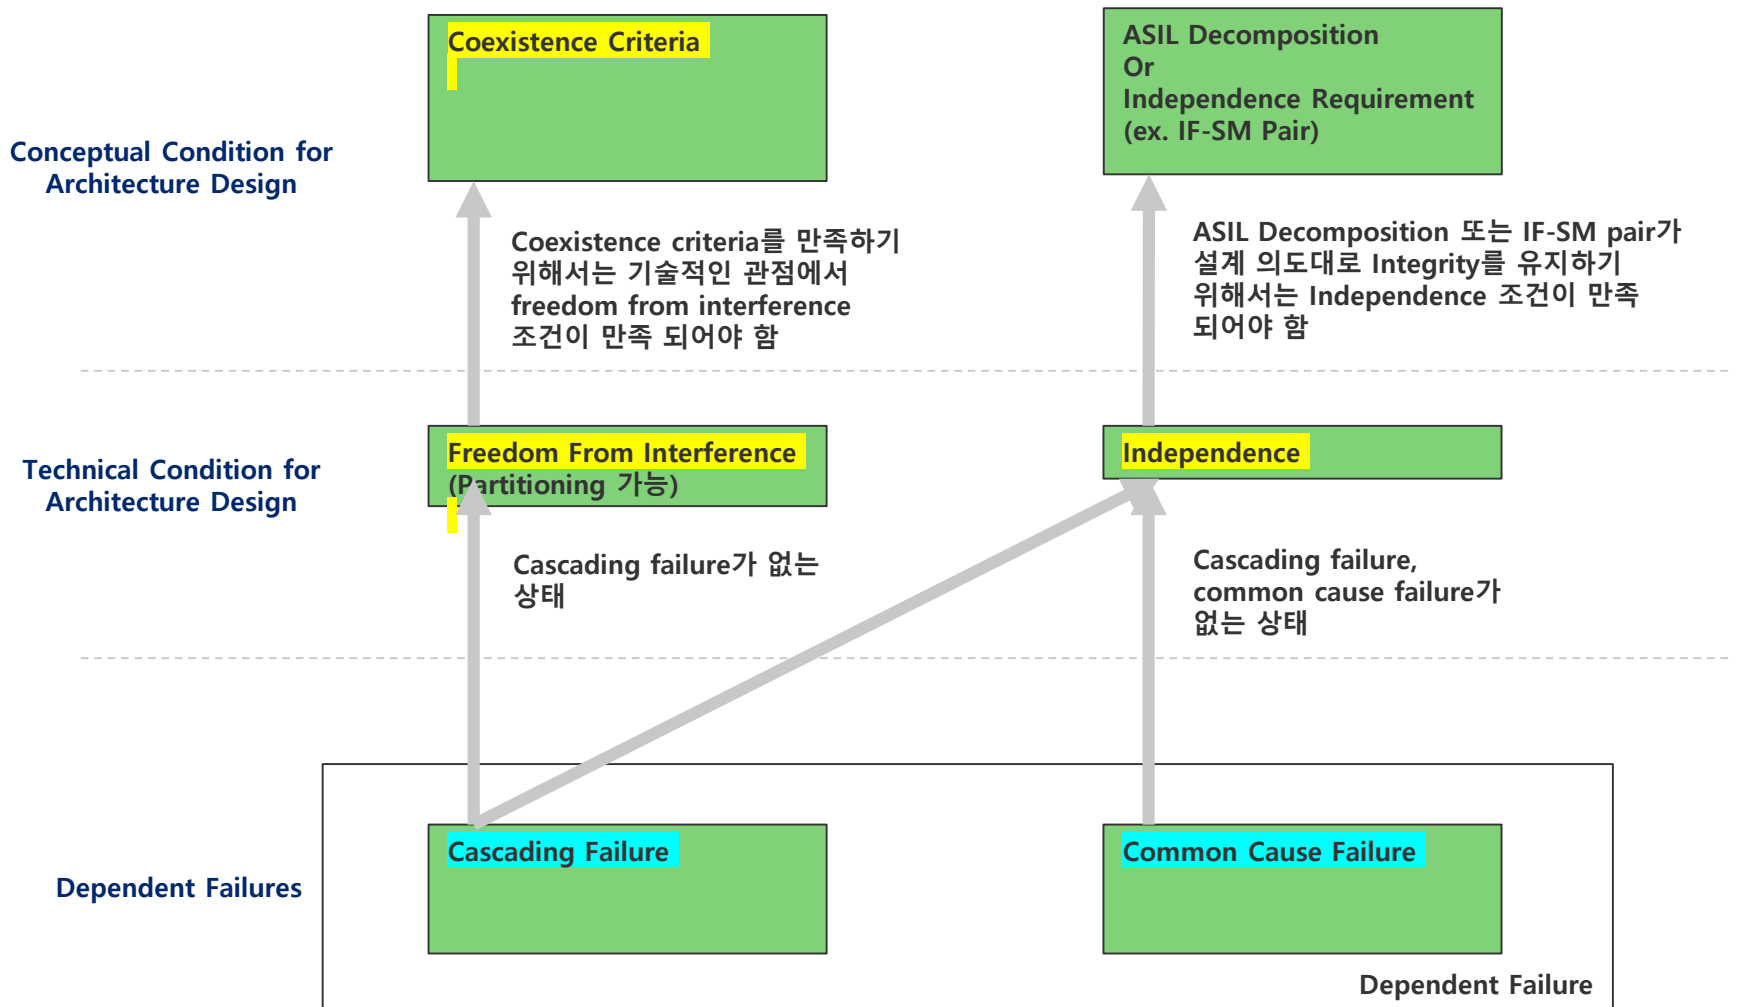 Coexistence Criteria
ASIL Decomposition
Or
Independence Requirement
(ex. IF-SM Pair)
Conceptual Condition for
Architecture Design
Coexistence criteria를 만족하기
위해서는 기술적인 관점에서
freedom from interference
조건이 만족 되어야 함
ASIL Decomposition 또는 IF-SM pair가
설계 의도대로 Integrity를 유지하기
위해서는 Independence 조건이 만족
되어야 함
Technical Condition for
Architecture Design
Freedom From Interference
(Partitioning 가능)
Independence
Cascading failure가 없는
상태
Cascading failure,
common cause failure가
없는 상태
Dependent Failures
Cascading Failure
Common Cause Failure
Dependent Failure